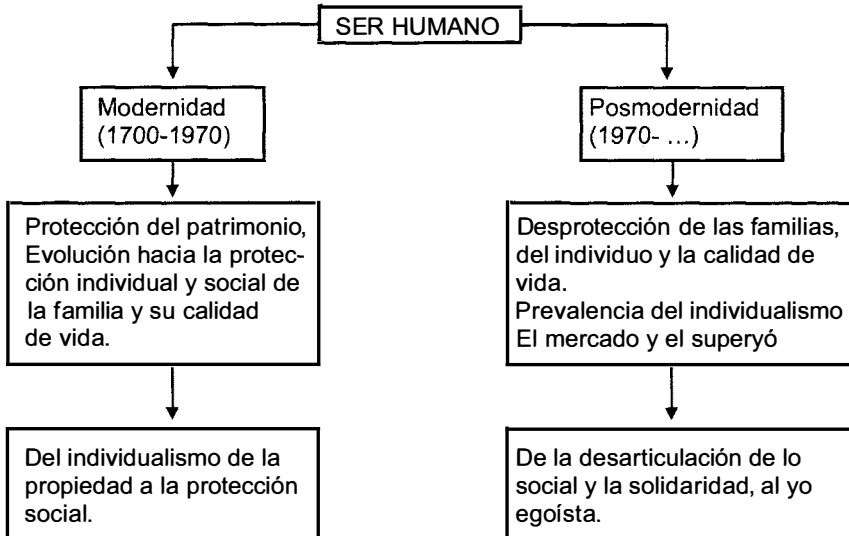 SER HUMANO
Modernidad
(1700-1970)
Protección del patrimonio,
Evolución hacia la protec-
ción individual y social de
la familia y su calidad
de vida.
Del individualismo de la
propiedad a la protección
social.
Posmodernidad
(1970- ...)
Desprotección de las familias,
del individuo y la calidad de
vida.
Prevalencia del individualismo
El mercado y el superyó
De la desarticulación de lo
social y la solidaridad, al yo
egoísta.